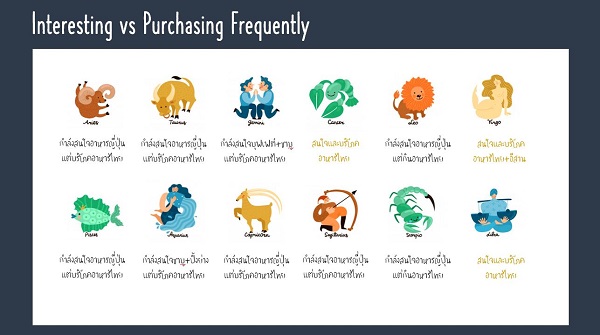 Interesting vs Purchasing Frequently
Aries Taurus Gemini Cancer Leo Virgo
กำลังสนใจอาหารญี่ปุ่น กำลังสนใจอาหารญี่ปุ่น กำลังสนใจบุฟเฟ่ต์+ชาบู สนใจและบริโภค กำลังสนใจอาหารญี่ปุ่น สนใจและบริโภค
แต่บริโภคอาหารไทย แต่บริโภคอาหารไทย แต่บริโภคอาหารไทย อาหารไทย แต่กินอาหารไทย อาหารไทย+อีสาน
Pisces Aquarius Capricorn Sagittarius Scorpio Libra
กำลังสนใจอาหารญี่ปุ่น กำลังสนใจชาบู+ปิ้งย่าง กำลังสนใจอาหารญี่ปุ่น กำลังสนใจอาหารญี่ปุ่น กำลังสนใจอาหารญี่ปุ่น สนใจและบริโภค
แต่บริโภคอาหารไทย แต่บริโภคอาหารไทย แต่บริโภคอาหารไทย แต่บริโภคอาหารไทย แต่กินอาหารไทย อาหารไทย